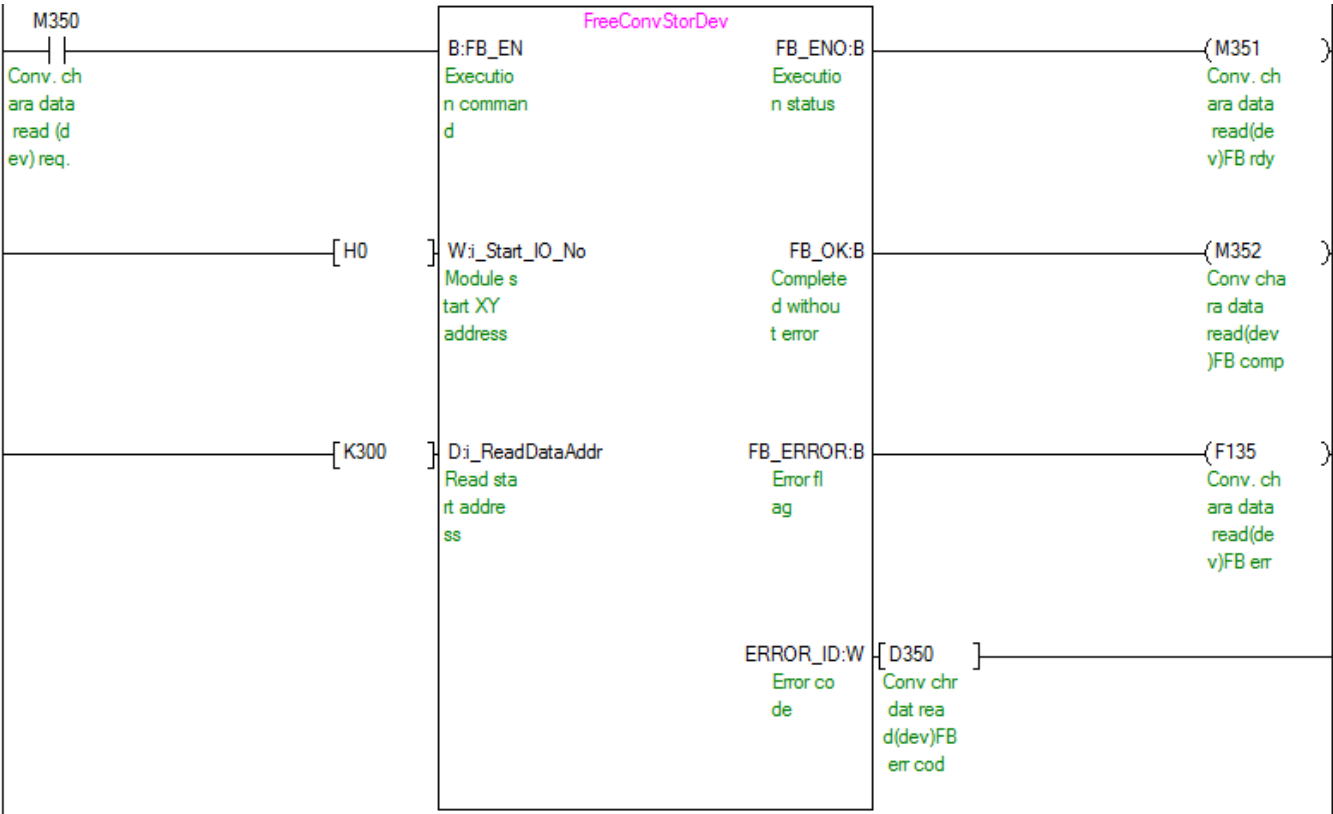 M350
Conv. ch
ara data
read (d
ev) req.
FreeConvStorDev
B:FB_EN
Executio
n comman
d
FB_ENO:B
Executio
n status
M351
Conv. ch
ara data
read(de
v)FB rdy
H0
W:i_Start_IO_No
Module s
tart XY
address
FB_OK:B
Complete
d withou
t error
M352
Conv cha
ra data
read(dev
)FB comp
K300
D:i_ReadDataAddr
Read sta
rt addre
ss
FB_ERROR:B
Error fl
ag
F135
Conv. ch
ara data
read(de
v)FB err
ERROR_ID:W
Error co
de
D350
Conv chr
dat rea
d(dev)FB
err cod